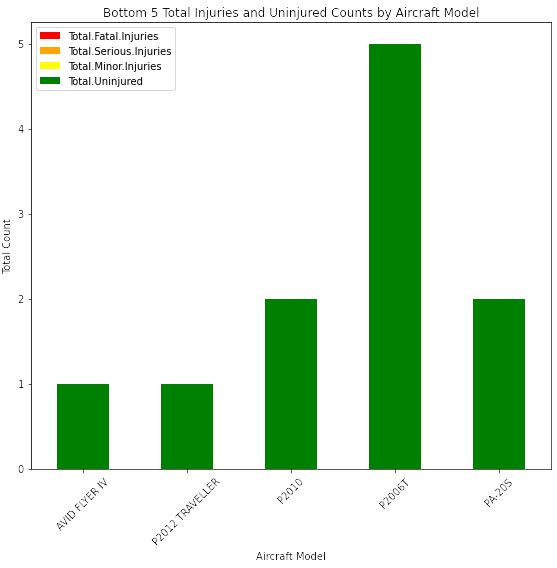 Bottom 5 Total Injuries and Uninjured Counts by Aircraft Model
Total.Fatal.Injuries
Total.Serious.Injuries
Total.Minor.Injuries
Total.Uninjured
5
4
3
2
1
0
Total Count
AVID FLYER IV
P2012 TRAVELLER
P2010
P2006T
PA-20S
Aircraft Model